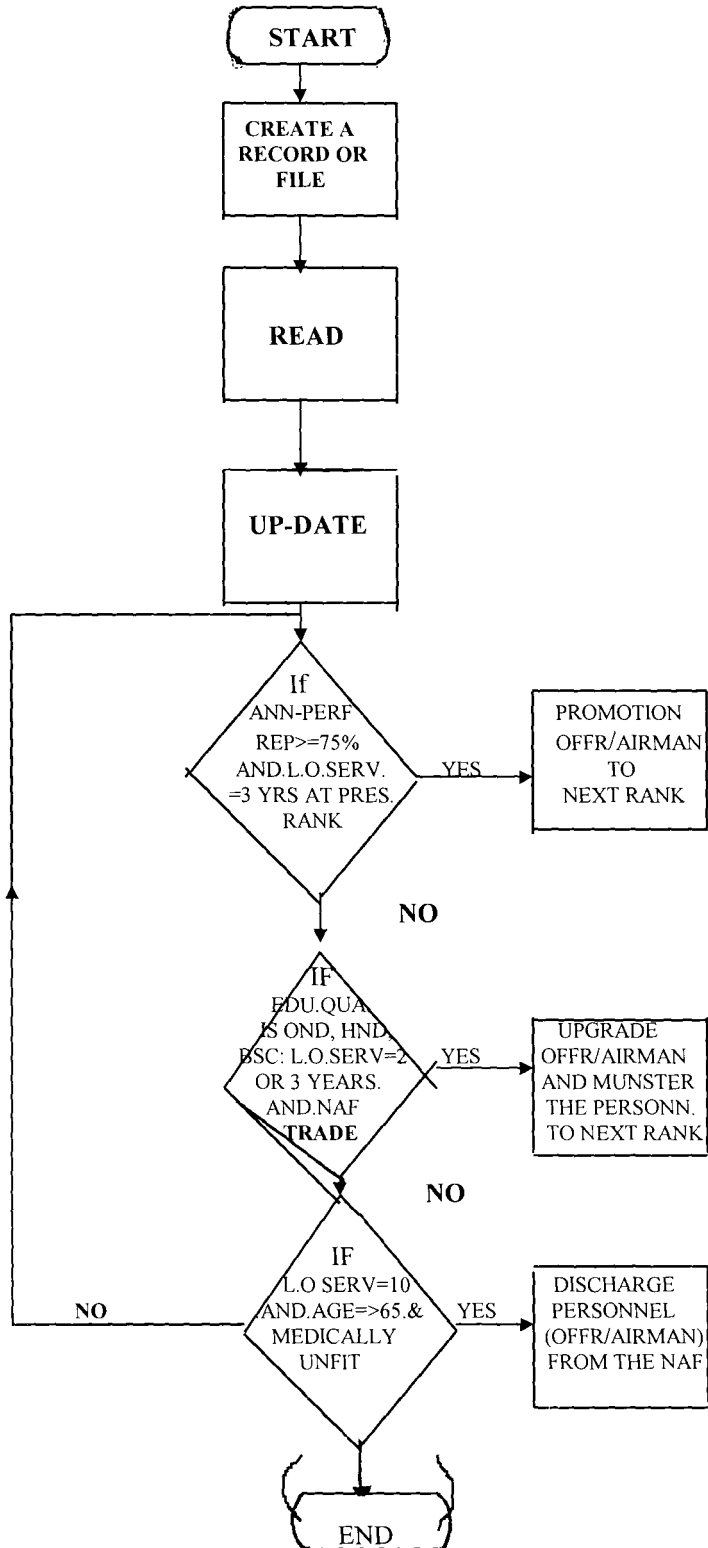 START
CREATE A
RECORD OR
FILE
READ
UP-DATE
If
ANN-PERF
REP>=75%
AND.L.O.SERV.
=3 YRS AT PRES.
RANK
YES
PROMOTION
OFFR/AIRMAN
TO
NEXT RANK
NO
IF
EDU.QUA.
IS OND, HND,
BSC: L.O.SERV=2
OR 3 YEARS.
AND.NAF
TRADE
YES
UPGRADE
OFFR/AIRMAN
AND MUNSTER
THE PERSONN.
TO NEXT RANK
NO
IF
L.O SERV=10
AND.AGE=>65.&
MEDICALLY
UNFIT
NO
YES
DISCHARGE
PERSONNEL
(OFFR/AIRMAN)
FROM THE NAF
END